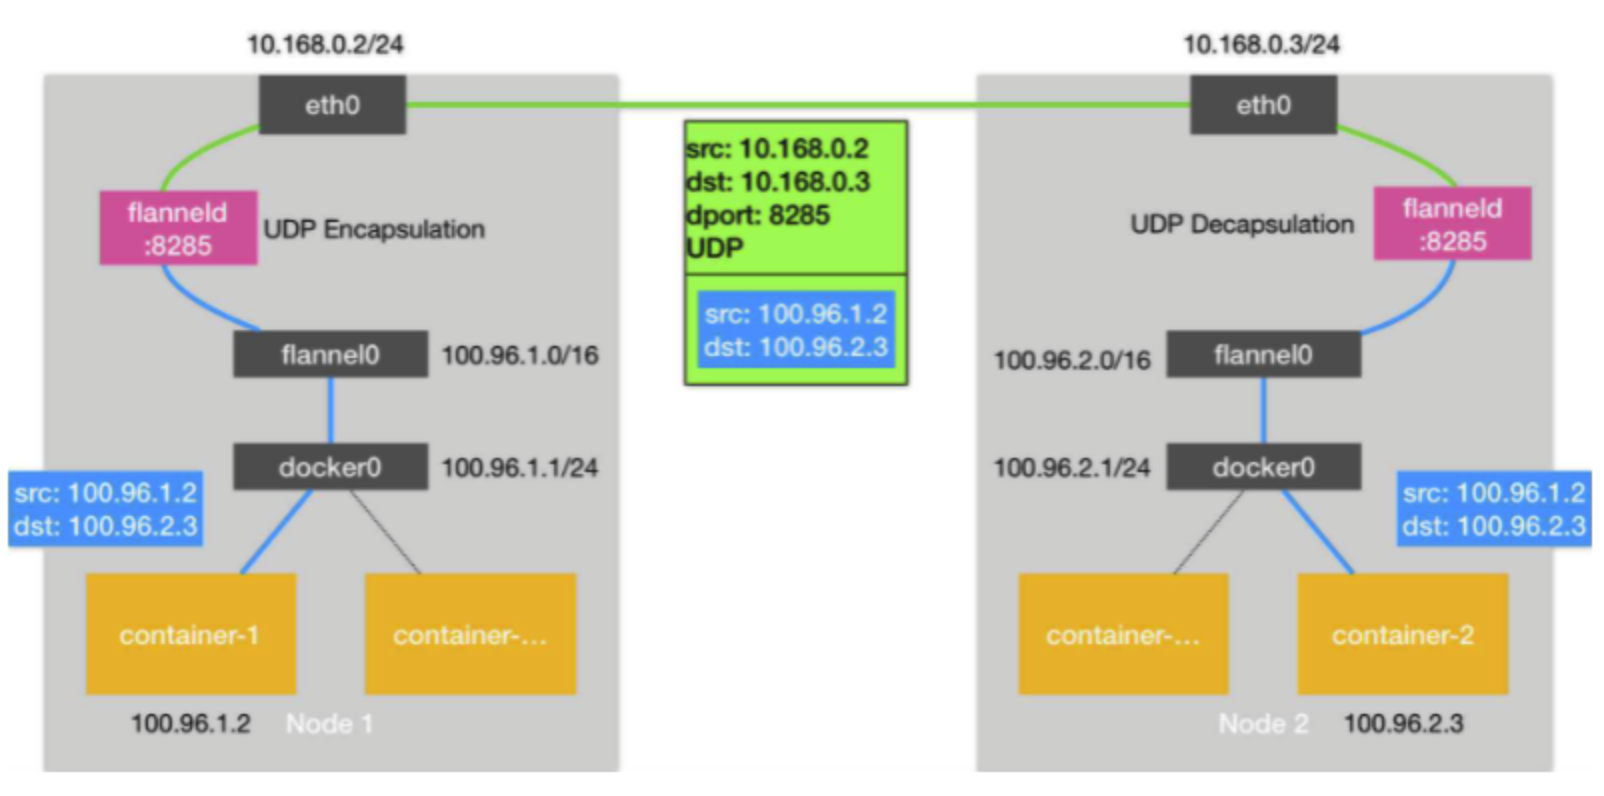 10.168.0.2/24
10.168.0.3/24
eth0
eth0
src: 10.168.0.2
dst: 10.168.0.3
dport: 8285
UDP
flanneld
:8285
UDP Encapsulation
UDP Decapsulation
flanneld
:8285
src: 100.96.1.2
dst: 100.96.2.3
flannel0
100.96.1.0/16
100.96.2.0/16
flannel0
docker0
100.96.1.1/24
100.96.2.1/24
docker0
src: 100.96.1.2
dst: 100.96.2.3
src: 100.96.1.2
dst: 100.96.2.3
container-1
container-...
container-...
container-2
100.96.1.2
Node 1
Node 2
100.96.2.3